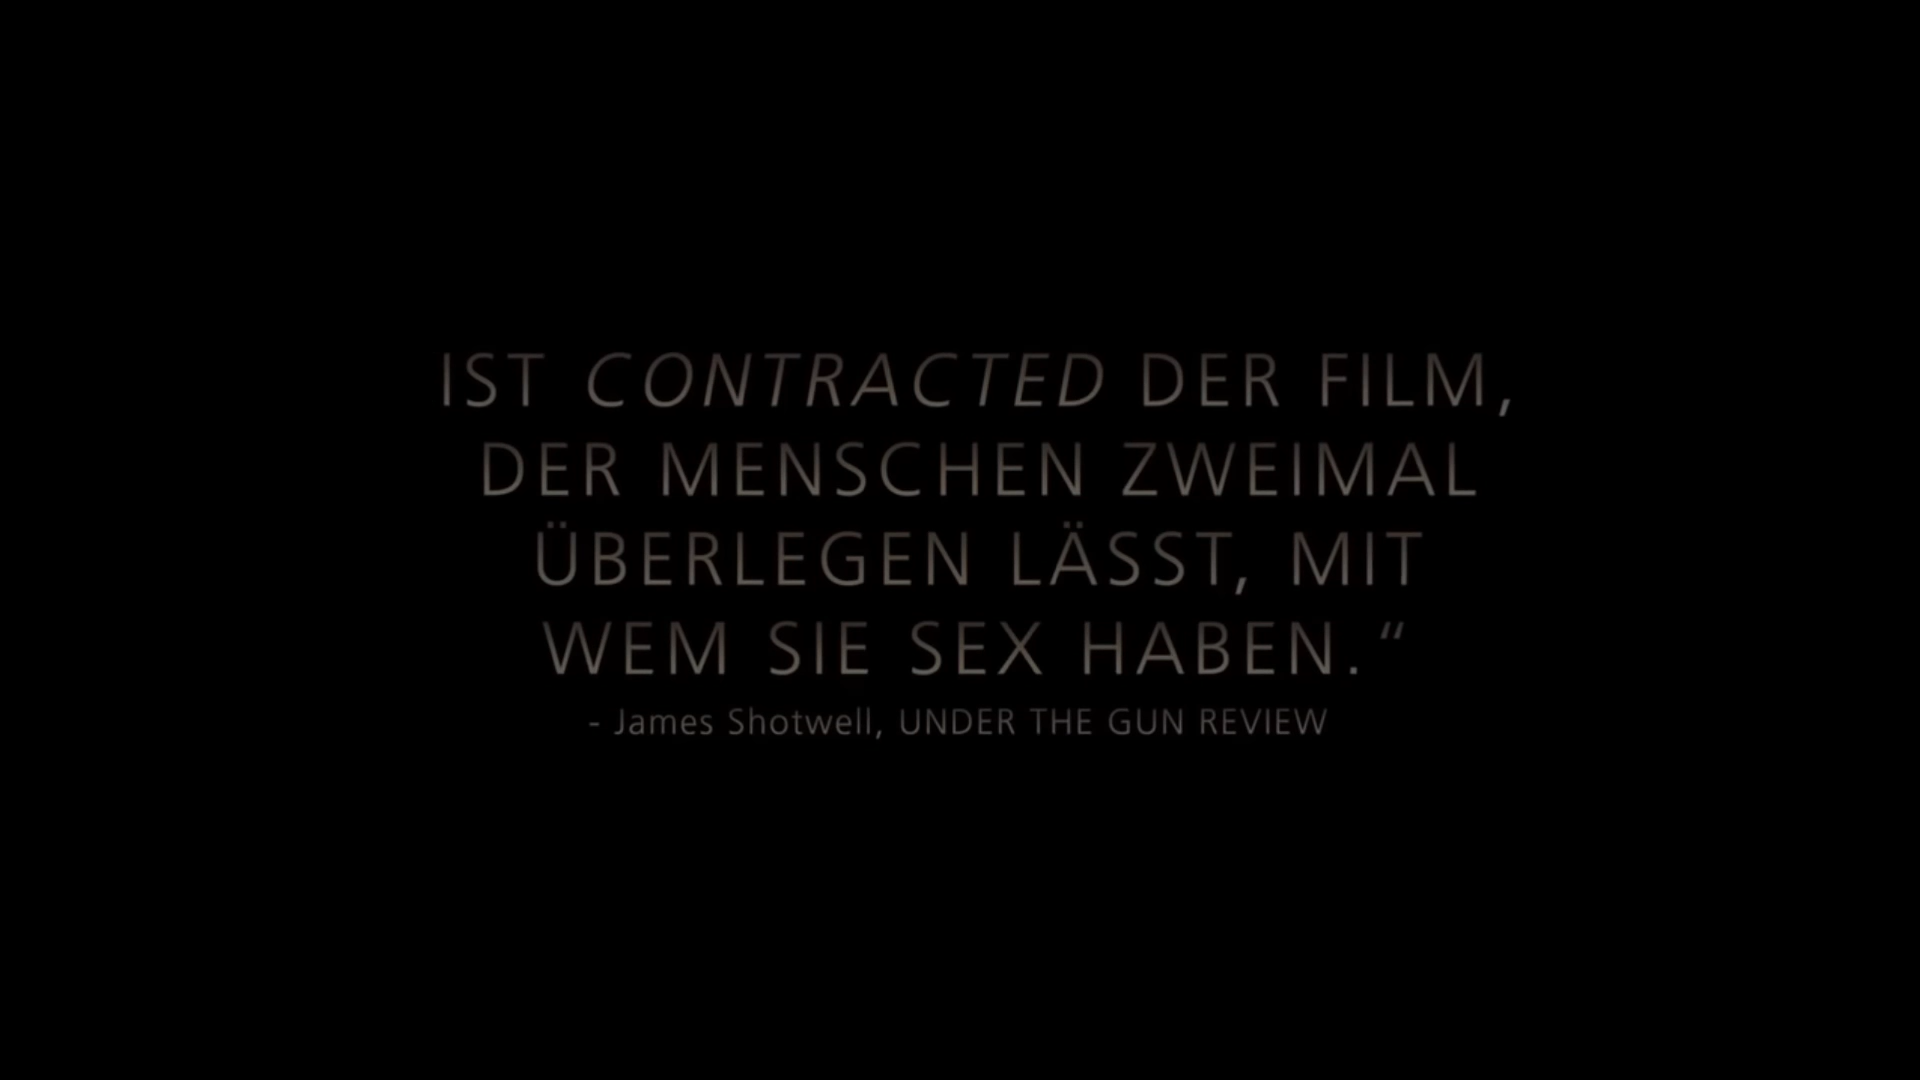 IST CONTRACTED DER FILM,
DER MENSCHEN ZWEIMAL
ÜBERLEGEN LÄSST, MIT
WEM SIE SEX HABEN.“
- James Shotwell, UNDER THE GUN REVIEW